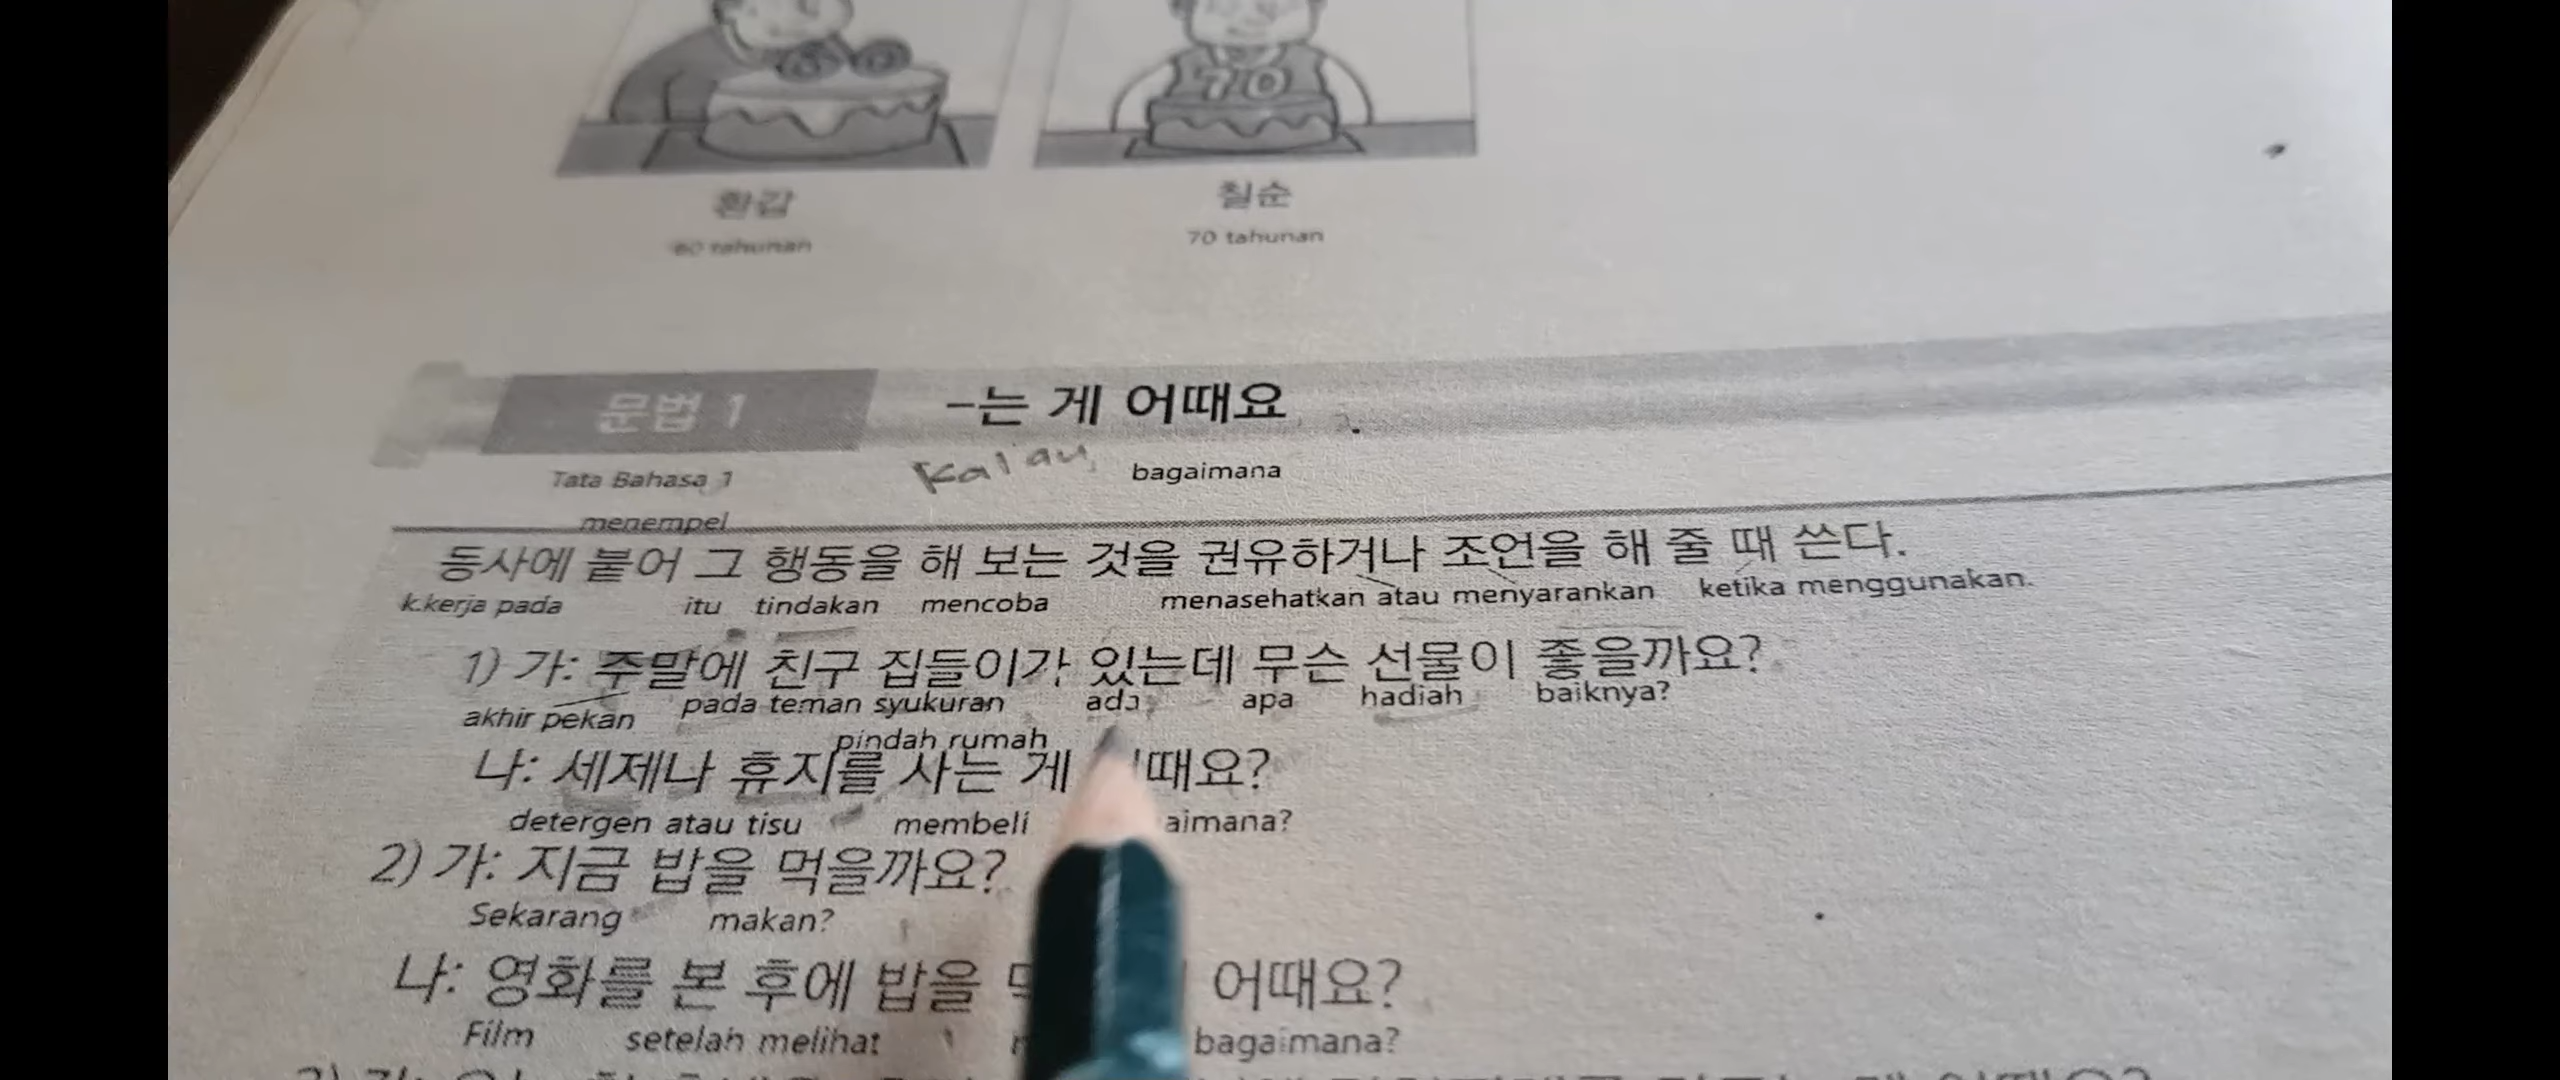 70
환갑 칠순
60 tahunan 70 tahunan
문법 1 -는 게 어때요
Kalau bagaimana
Tata Bahasa 1
menempel
동사에 붙어 그 행동을 해 보는 것을 권유하거나 조언을 해 줄 때 쓴다.
k.kerja pada itu tindakan mencoba menasehatkan atau menyarankan ketika menggunakan.
1) 가: 주말에 친구 집들이가 있는데 무슨 선물이 좋을까요?
akhir pekan pada teman syukuran ada apa hadiah baiknya?
pindah rumah
나: 세제나 휴지를 사는 게 때요?
detergen atau tisu membeli aimana?
2) 가: 지금 밥을 먹을까요?
Sekarang makan?
나: 영화를 본 후에 밥을 어때요?
Film setelah melihat bagaimana?